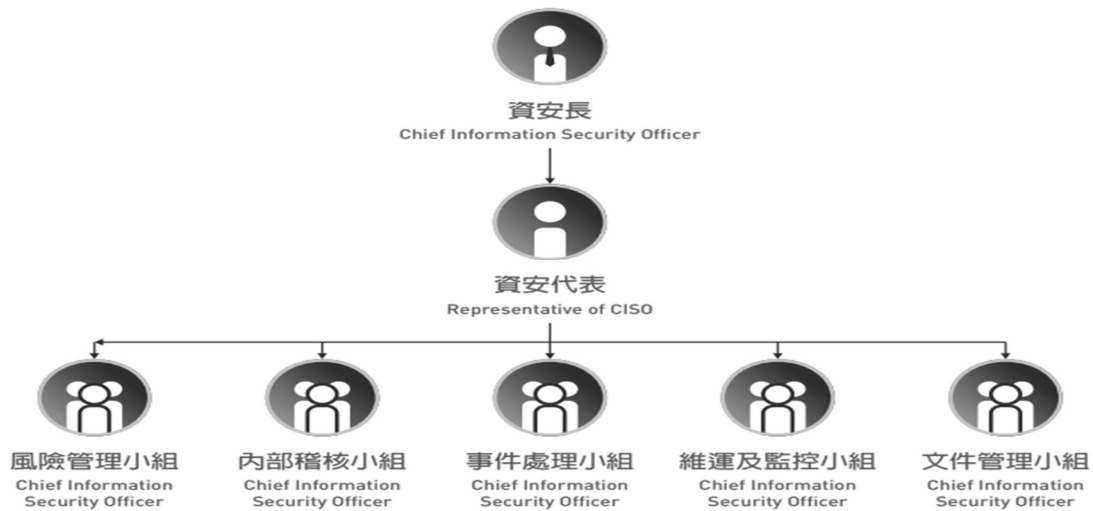 資安長
Chief Information Security Officer
資安代表
Representative of CISO
風險管理小組
Chief Information
Security Officer
內部稽核小組
Chief Information
Security Officer
事件處理小組
Chief Information
Security Officer
維運及監控小組
Chief Information
Security Officer
文件管理小組
Chief Information
Security Officer